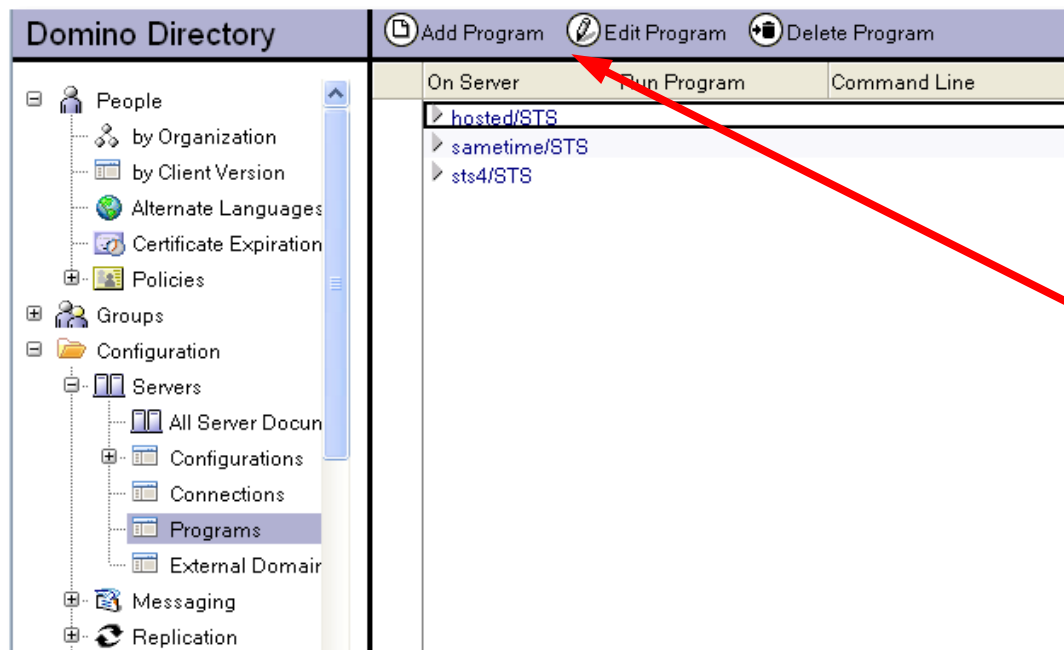 Domino Directory
Add Program Edit Program Delete Program
People
by Organization
by Client Version
Alternate Languages
Certificate Expiration
Policies
Groups
Configuration
Servers
All Server Docun
Configurations
Connections
Programs
External Domair
Messaging
Replication
On Server Run Program Command Line
hosted/STS
sametime/STS
sts4/STS